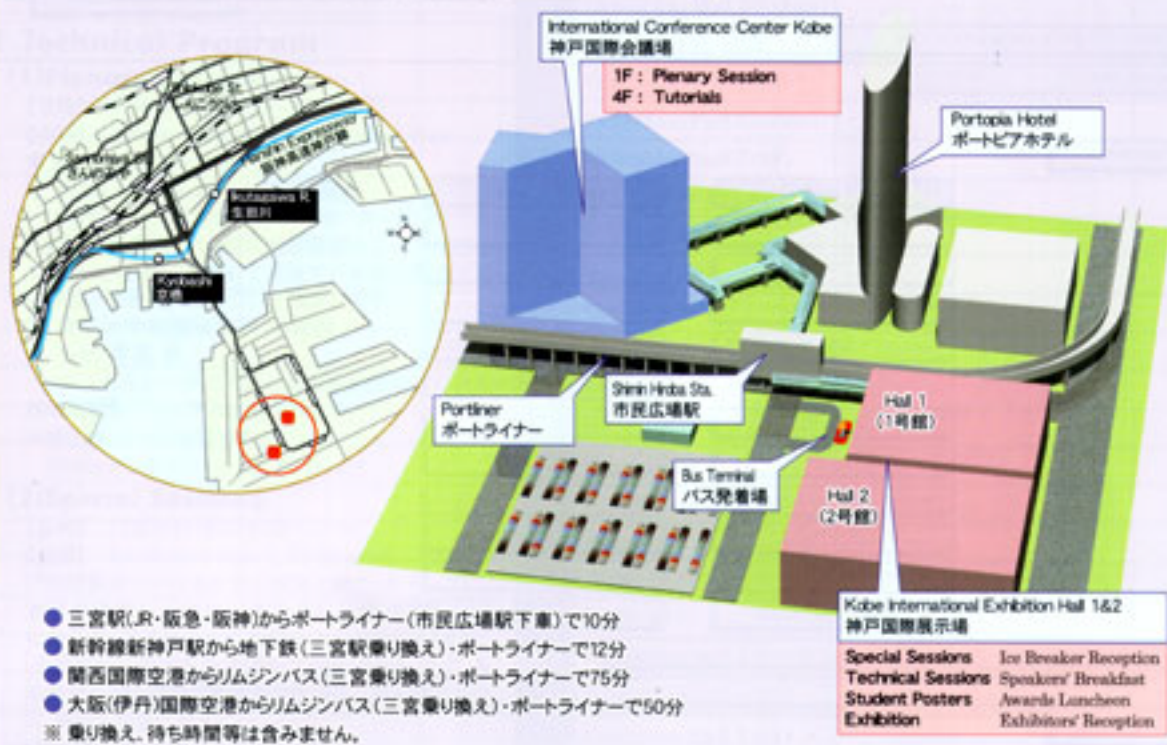 International Conference Center Kobe
神戸国際会議場
1F : Plenary Session
4F : Tutorials
Portopia Hotel
ポートピアホテル
Hanshin Expressway
阪神高速神戸線
Ikutagawa R.
生田川
Kyobashi
京橋
Portliner
ポートライナー
Shimin Hiroba Sta.
市民広場駅
Bus Terminal
バス発着場
Hall 1
(1号館)
Hall 2
(2号館)
Kobe International Exhibition Hall 1&2
神戸国際展示場
Special Sessions Ice Breaker Reception
Technical Sessions Speakers' Breakfast
Student Posters Awards Luncheon
Exhibition Exhibitors' Reception
● 三宮駅(JR・阪急・阪神)からポートライナー(市民広場駅下車)で10分
● 新幹線新神戸駅から地下鉄(三宮駅乗り換え)・ポートライナーで12分
●関西国際空港からリムジンバス(三宮乗り換え)・ポートライナーで75分
● 大阪(伊丹)国際空港からリムジンバス(三宮乗り換え)・ポートライナーで50分
※ 乗り換え、待ち時間等は含みません。
Technical Program